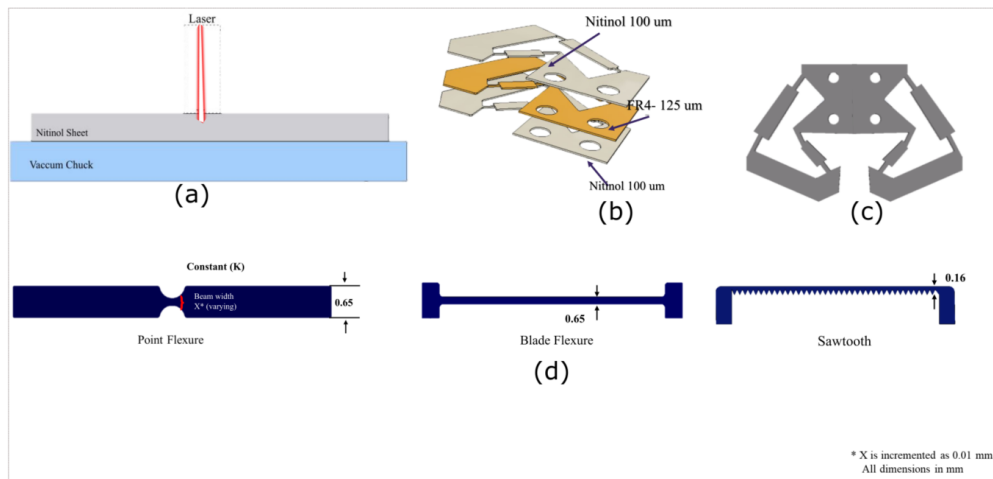 Laser
Nitinol Sheet
Vaccum Chuck
(a)
Nitinol 100 um
FR4- 125 um
Nitinol 100 um
(b)
(c)
Constant (K)
Beam width
X* (varying)
0.65
Point Flexure
0.65
Blade Flexure
0.16
Sawtooth
(d)
* X is incremented as 0.01 mm
All dimensions in mm